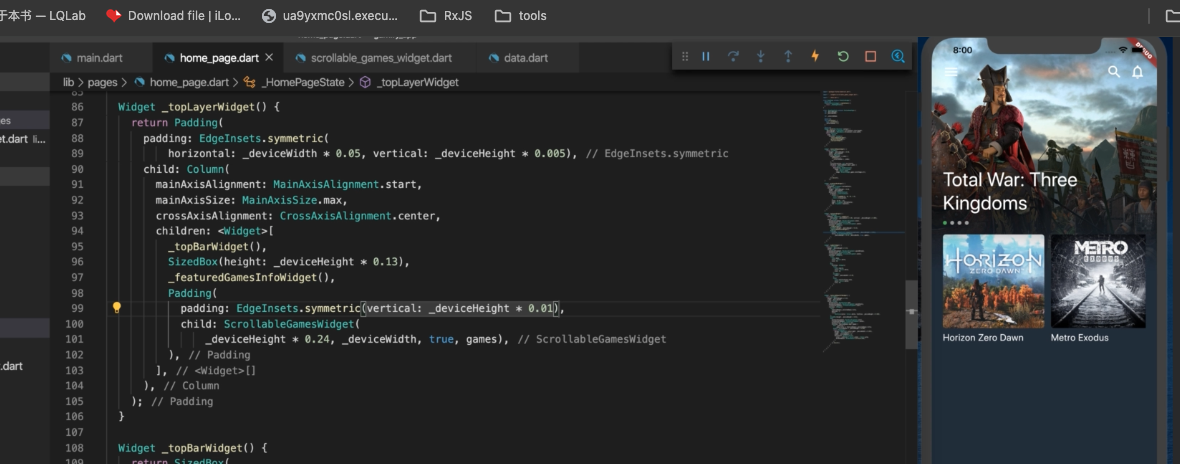 于本书 — LQLab Download file | iLo... ua9yxmc0sl.execu... RxJS tools
main.dart home_page.dart scrollable_games_widget.dart data.dart
lib > pages > home_page.dart > _HomePageState > _topLayerWidget
es
et.dart li...
.dart
85
86 Widget _topLayerWidget() {
87 return Padding(
88 padding: EdgeInsets.symmetric(
89 horizontal: _deviceWidth * 0.05, vertical: _deviceHeight * 0.005), // EdgeInsets.symmetric
90 child: Column(
91 mainAxisAlignment: MainAxisAlignment.start,
92 mainAxisSize: MainAxisSize.max,
93 crossAxisAlignment: CrossAxisAlignment.center,
94 children: <Widget>[
95 _topBarWidget(),
96 SizedBox(height: _deviceHeight * 0.13),
97 _featuredGamesInfoWidget(),
98 Padding(
99 padding: EdgeInsets.symmetric(vertical: _deviceHeight * 0.01),
100 child: ScrollableGamesWidget(
101 _deviceHeight * 0.24, _deviceWidth, true, games), // ScrollableGamesWidget
102 ), // Padding
103 ], // <Widget>[]
104 ), // Column
105 ); // Padding
106 }
107
108 Widget _topBarWidget() {
109 return SizedBox(
8:00
Total War: Three
Kingdoms
HORIZON
ZERO DAWN
METRO
EXODUS
Horizon Zero Dawn Metro Exodus